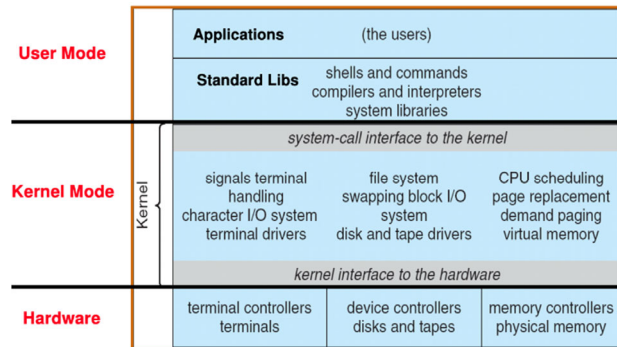 User Mode
Applications (the users)
Standard Libs shells and commands
compilers and interpreters
system libraries
Kernel Mode
Kernel
system-call interface to the kernel
signals terminal
handling
character I/O system
terminal drivers
file system
swapping block I/O
system
disk and tape drivers
CPU scheduling
page replacement
demand paging
virtual memory
kernel interface to the hardware
Hardware
terminal controllers
terminals
device controllers
disks and tapes
memory controllers
physical memory